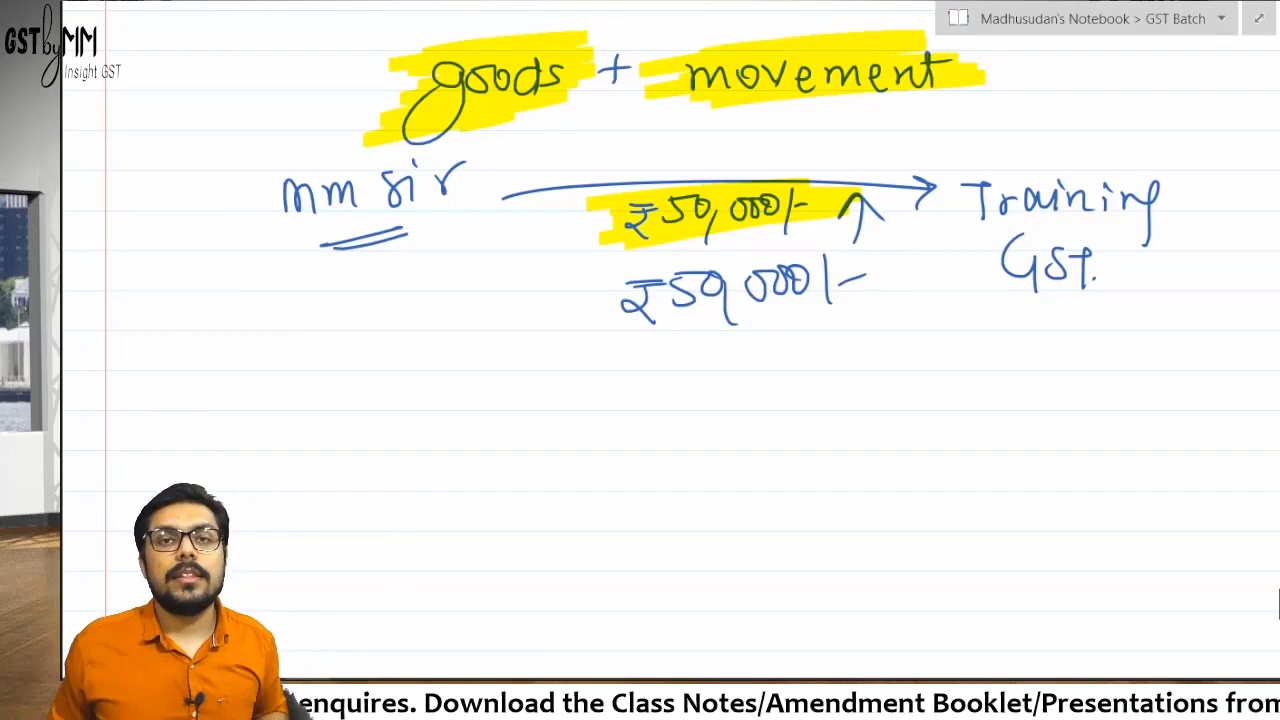 GST by MM
Insight GST
Madhusudan's Notebook > GST Batch
goods + movement
MM Sir
₹50,000/-
Training
GST.
₹50,000/-
enquires. Download the Class Notes/Amendment Booklet/Presentations from